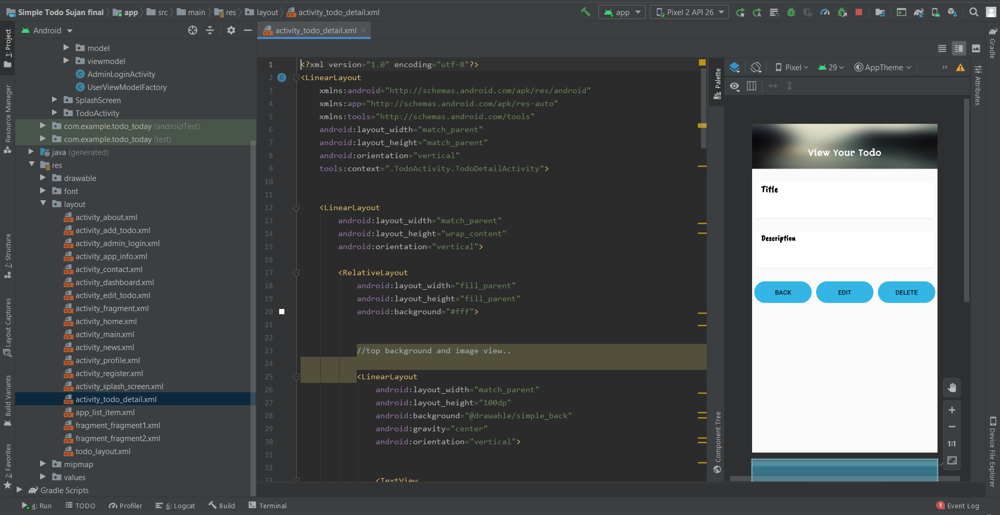 Simple Todo Sujan final app src main res layout activity_todo_detail.xml app Pixel 2 API 26
1: Project
Resource Manager
7: Structure
Layout Captures
Build Variants
2: Favorites
Android
model
viewmodel
AdminLoginActivity
UserViewModelFactory
SplashScreen
TodoActivity
com.example.todo_today (androidTest)
com.example.todo_today (test)
java (generated)
res
drawable
font
layout
activity_about.xml
activity_add_todo.xml
activity_admin_login.xml
activity_app_info.xml
activity_contact.xml
activity_dashboard.xml
activity_edit_todo.xml
activity_fragment.xml
activity_home.xml
activity_main.xml
activity_news.xml
activity_profile.xml
activity_register.xml
activity_splash_screen.xml
activity_todo_detail.xml
app_list_item.xml
fragment_fragment1.xml
fragment_fragment2.xml
todo_layout.xml
mipmap
values
Gradle Scripts
activity_todo_detail.xml
1 <?xml version="1.0" encoding="utf-8"?>
2 <LinearLayout
3 xmlns:android="http://schemas.android.com/apk/res/android"
4 xmlns:app="http://schemas.android.com/apk/res-auto"
5 xmlns:tools="http://schemas.android.com/tools"
6 android:layout_width="match_parent"
7 android:layout_height="match_parent"
8 android:orientation="vertical"
9 tools:context=".TodoActivity.TodoDetailActivity">
10
11
12 <LinearLayout
13 android:layout_width="match_parent"
14 android:layout_height="wrap_content"
15 android:orientation="vertical">
16
17 <RelativeLayout
18 android:layout_width="fill_parent"
19 android:layout_height="fill_parent"
20 android:background="#fff">
21
22
23 //top background and image view..
24
25 <LinearLayout
26 android:layout_width="match_parent"
27 android:layout_height="100dp"
28 android:background="@drawable/simple_back"
29 android:gravity="center"
30 android:orientation="vertical">
31
32
33 <TextView
Palette
Component Tree
Pixel 29 AppTheme
View Your Todo
Title
Description
BACK EDIT DELETE
1:1
Gradle
Attributes
Device File Explorer
4: Run TODO Profiler 6: Logcat Build Terminal 1 Event Log